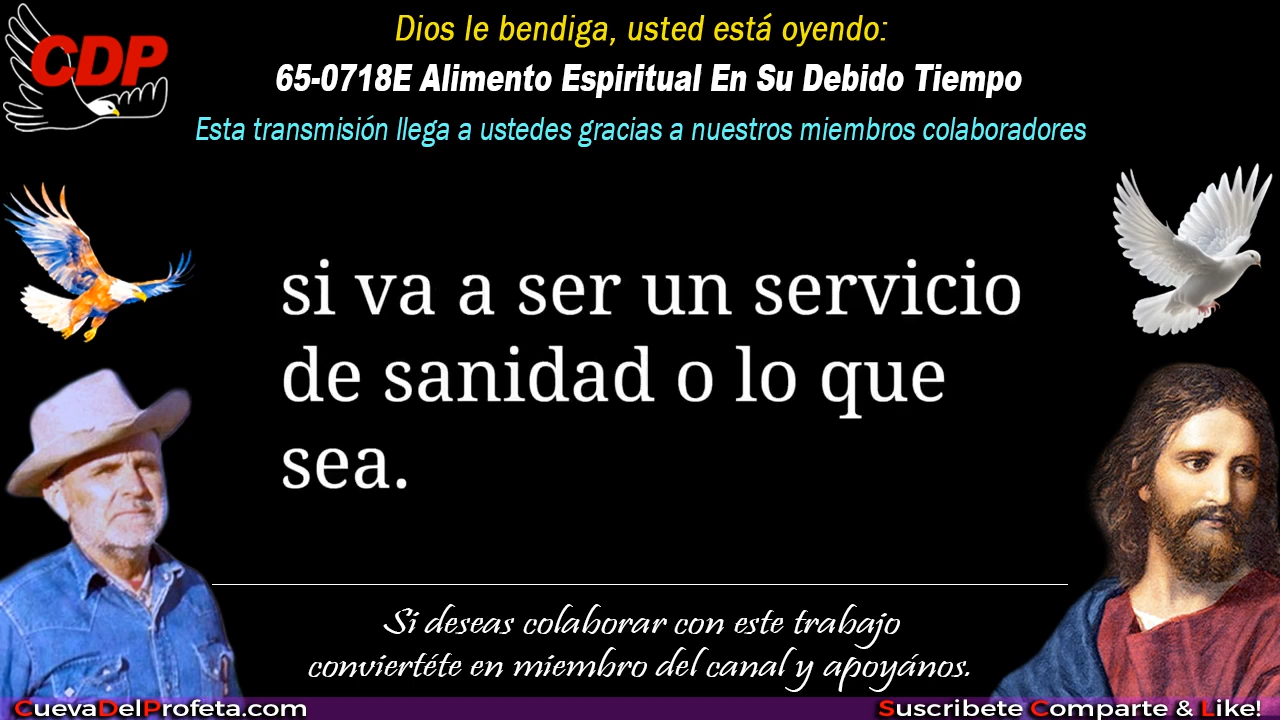 CDP
Dios le bendiga, usted está oyendo:
65-0718E Alimento Espiritual En Su Debido Tiempo
Esta transmisión llega a ustedes gracias a nuestros miembros colaboradores
si va a ser un servicio
de sanidad o lo que
sea.
Si deseas colaborar con este trabajo
conviertéte en miembro del canal y apoyános.
CuevaDelProfeta.com
Suscribete Comparte & Like!